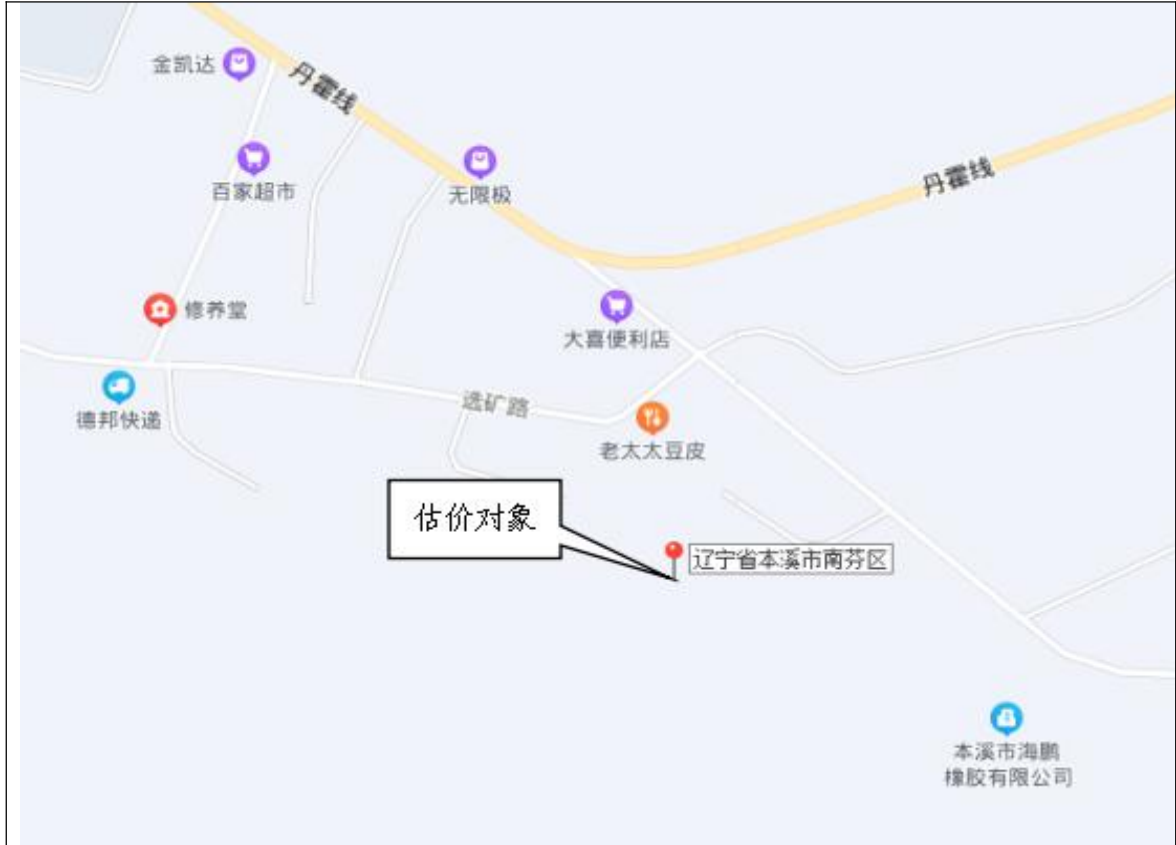 金凯达
丹霍线
百家超市
无限极
丹霍线
修养堂
大喜便利店
德邦快递
选矿路
老太太豆皮
估价对象
辽宁省本溪市南芬区
本溪市海鹏
橡胶有限公司